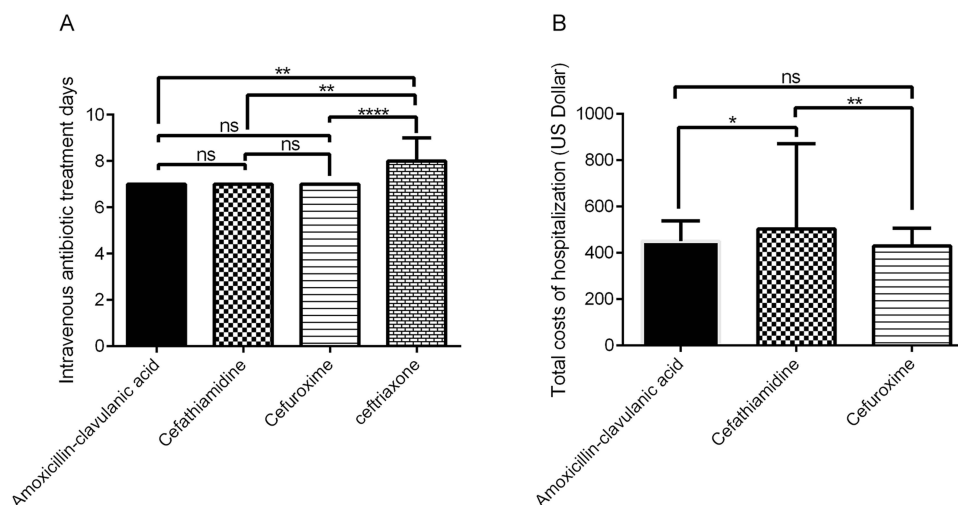 A
Intravenous antibiotic treatment days
10
8
6
4
2
0
**
**
****
ns
ns
ns
Amoxicillin-clavulanic acid
Cefathiamidine
Cefuroxime
ceftriaxone
B
Total costs of hospitalization (US Dollar)
1000
800
600
400
200
0
ns
**
*
Amoxicillin-clavulanic acid
Cefathiamidine
Cefuroxime